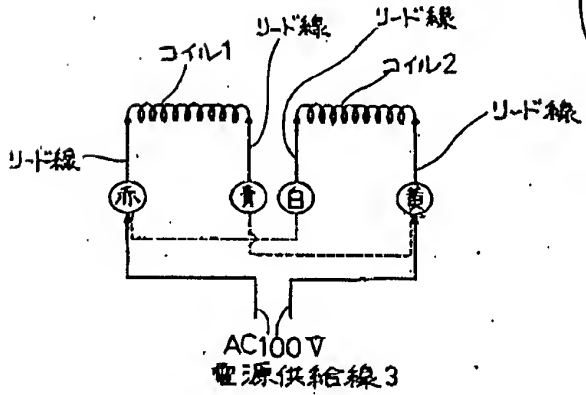 リード線
リード線
コイル1
コイル2
リード線
リード線
赤
青
白
黄
AC100V
電源供給線3